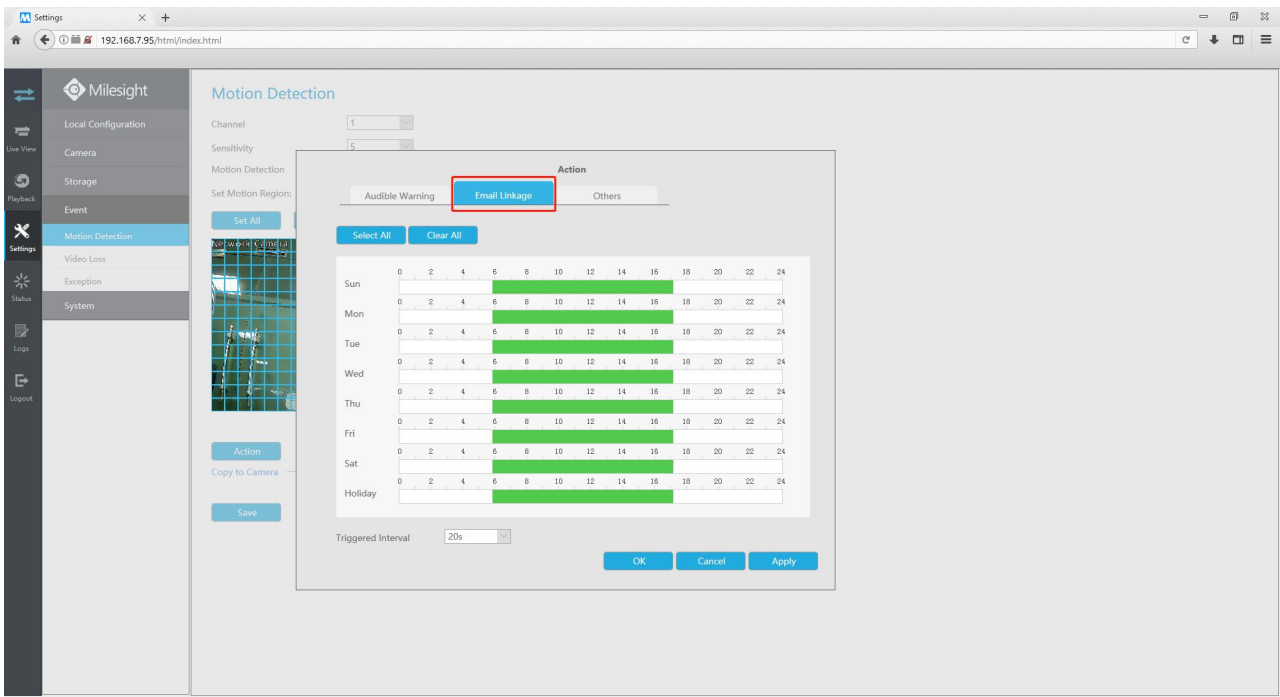 Settings
192.168.7.95/html/index.html
Milesight
Live View
Playback
Settings
Status
Logs
Logout
Local Configuration
Camera
Storage
Event
Motion Detection
Video Loss
Exception
System
Motion Detection
Channel 1
Sensitivity 5
Motion Detection
Set Motion Region:
Set All
Network Camera
Action
Copy to Camera
Save
Action
Audible Warning Email Linkage Others
Select All Clear All
0 2 4 6 8 10 12 14 16 18 20 22 24
Sun
0 2 4 6 8 10 12 14 16 18 20 22 24
Mon
0 2 4 6 8 10 12 14 16 18 20 22 24
Tue
0 2 4 6 8 10 12 14 16 18 20 22 24
Wed
0 2 4 6 8 10 12 14 16 18 20 22 24
Thu
0 2 4 6 8 10 12 14 16 18 20 22 24
Fri
0 2 4 6 8 10 12 14 16 18 20 22 24
Sat
0 2 4 6 8 10 12 14 16 18 20 22 24
Holiday
Triggered Interval 20s
OK Cancel Apply